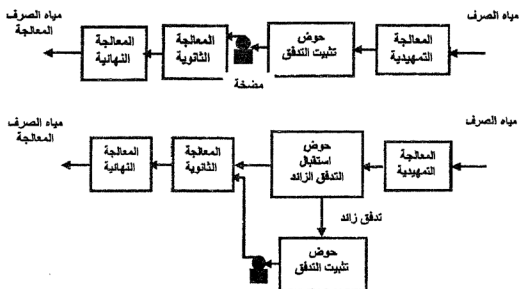 مياه الصرف
المعالجة
المعالجة
النهائية
المعالجة
الثانوية
حوض
تثبيت التدفق
المعالجة
التمهيدية
مياه الصرف
مضخة
مياه الصرف
المعالجة
المعالجة
النهائية
المعالجة
الثانوية
حوض
استقبال
التدفق الزائد
المعالجة
التمهيدية
مياه الصرف
تدفق زائد
حوض
تثبيت التدفق